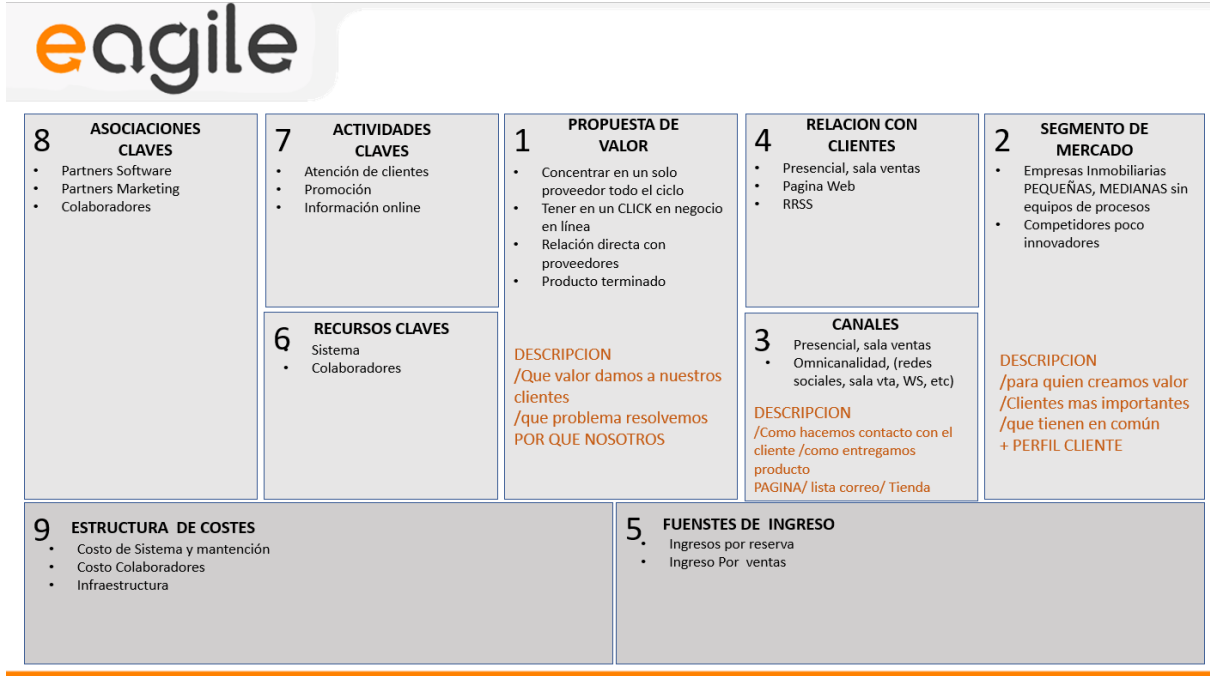 eagile
8
ASOCIACIONES
CLAVES
• Partners Software
• Partners Marketing
• Colaboradores
7
ACTIVIDADES
CLAVES
• Atención de clientes
• Promoción
• Información online
6
RECURSOS CLAVES
• Sistema
• Colaboradores
1
PROPUESTA DE
VALOR
• Concentrar en un solo
proveedor todo el ciclo
• Tener en un CLICK en negocio
en línea
• Relación directa con
proveedores
• Producto terminado
DESCRIPCION
/Que valor damos a nuestros
clientes
/que problema resolvemos
POR QUE NOSOTROS
4
RELACION CON
CLIENTES
• Presencial, sala ventas
• Pagina Web
• RRSS
3
CANALES
• Presencial, sala ventas
• Omnicanalidad, (redes
sociales, sala vta, WS, etc)
DESCRIPCION
/Como hacemos contacto con el
cliente /como entregamos
producto
PAGINA/ lista correo/ Tienda
2
SEGMENTO DE
MERCADO
• Empresas Inmobiliarias
PEQUEÑAS, MEDIANAS sin
equipos de procesos
• Competidores poco
innovadores
DESCRIPCION
/para quien creamos valor
/Clientes mas importantes
/que tienen en común
+ PERFIL CLIENTE
9
ESTRUCTURA DE COSTES
• Costo de Sistema y mantención
• Costo Colaboradores
• Infraestructura
5
FUENSTES DE INGRESO
• Ingresos por reserva
• Ingreso Por ventas